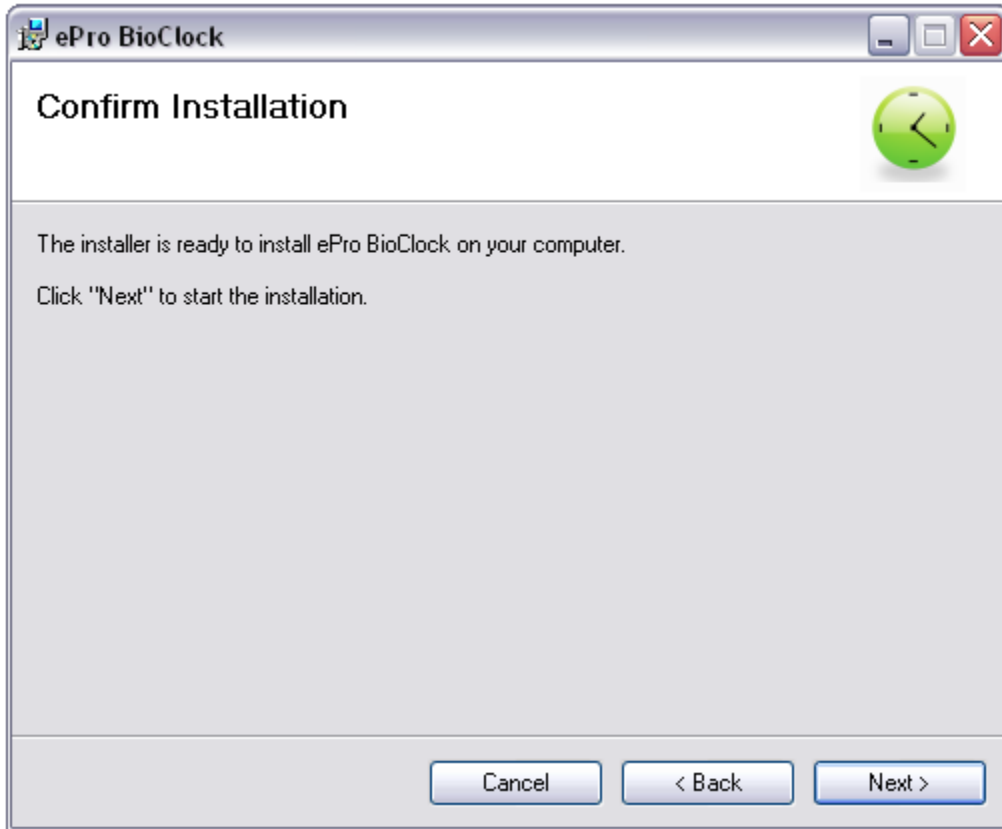 ePro BioClock
Confirm Installation
The installer is ready to install ePro BioClock on your computer.
Click "Next" to start the installation.
Cancel
< Back
Next >